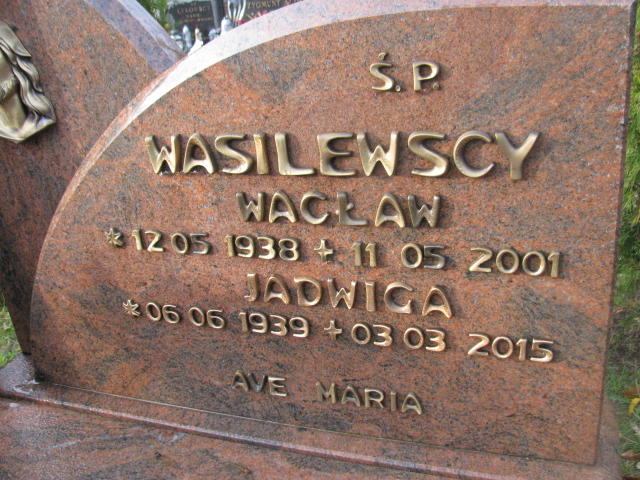 Ś.P.
WASILEWSCY
WACŁAW
* 12 05 1938 + 11 05 2001
JADWIGA
* 06 06 1939 + 03 03 2015
AVE MARIA